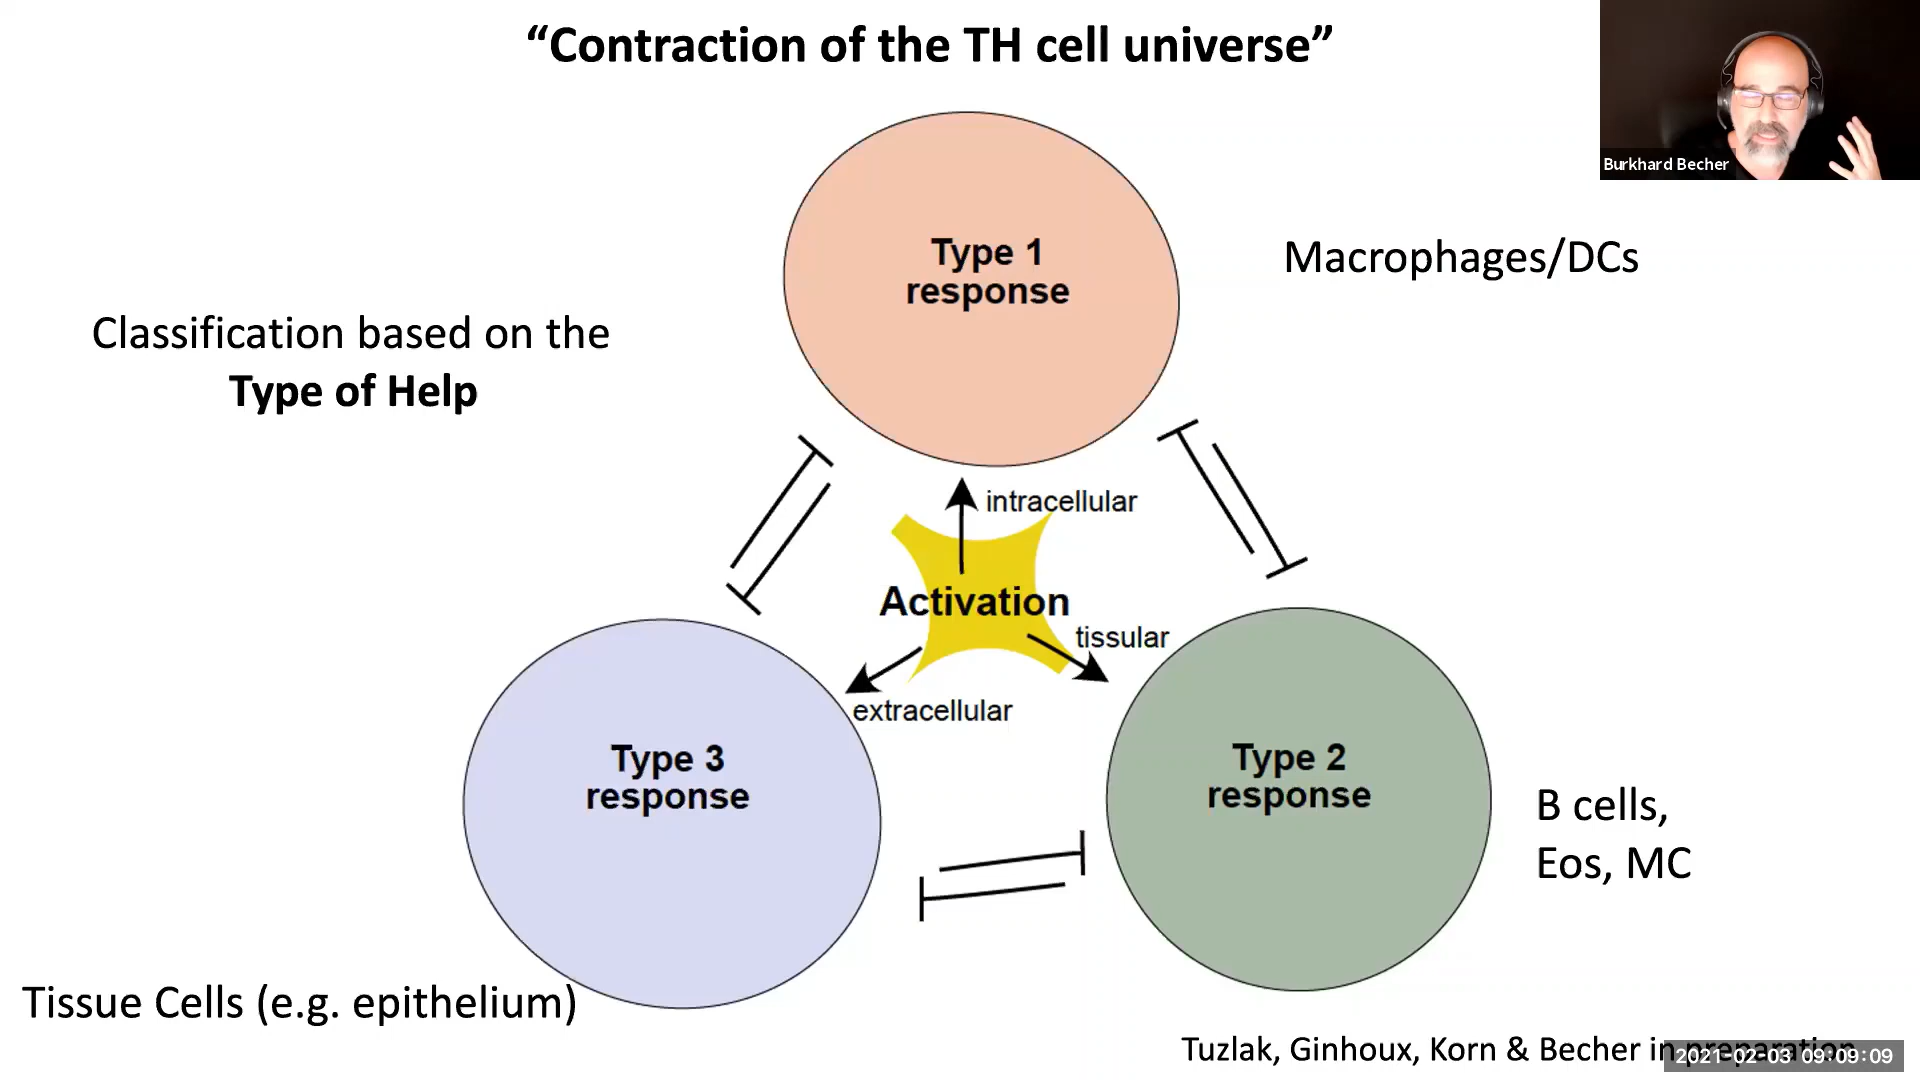 “Contraction of the TH cell universe”
Burkhard Becher
Type 1
response
Macrophages/DCs
Classification based on the
Type of Help
intracellular
Activation
tissular
extracellular
Type 3
response
Type 2
response
B cells,
Eos, MC
Tissue Cells (e.g. epithelium)
Tuzlak, Ginhoux, Korn & Becher in preparation
2021-02-03 09:09:09